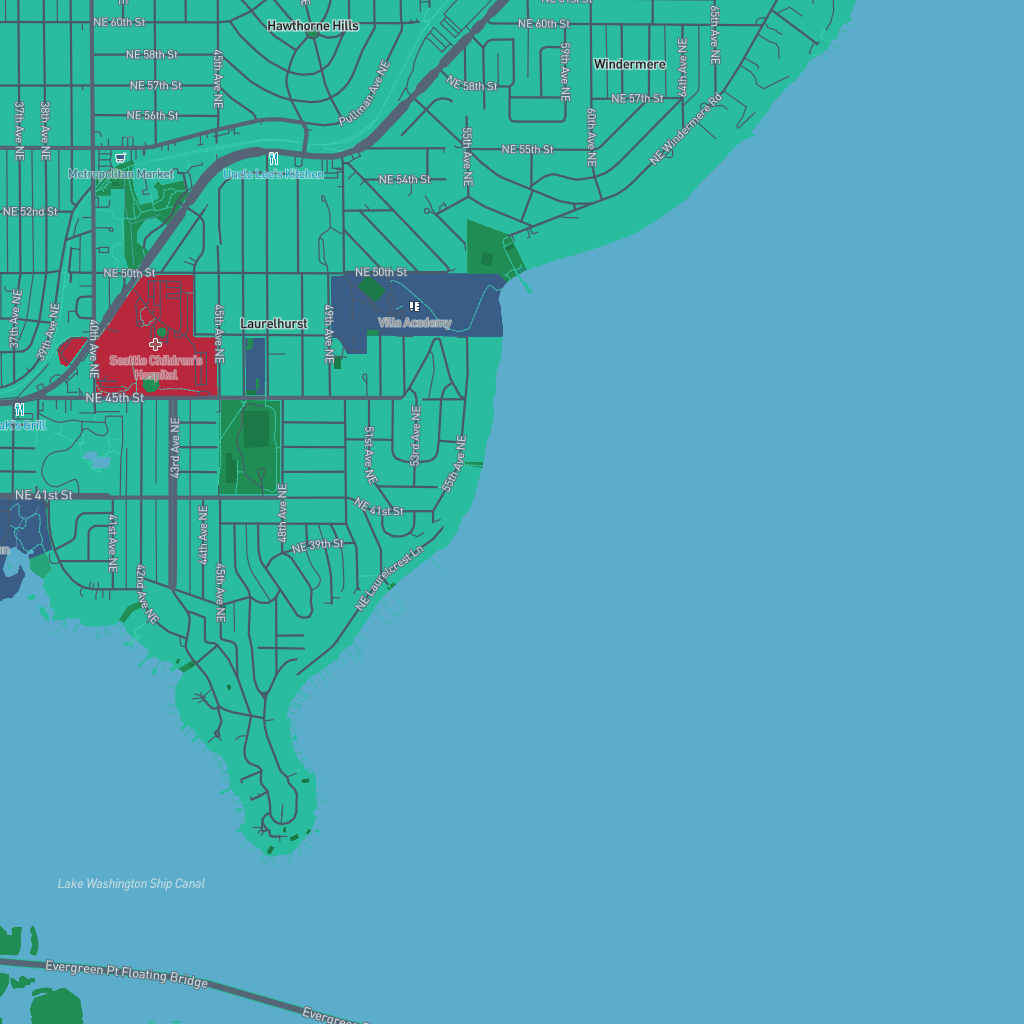 NE 61st St
NE 60th St
Hawthorne Hills
NE 60th St
65th Ave NE
NE 58th St
45th Ave NE
59th Ave NE
Windermere
64th Ave NE
NE 57th St
NE 58th St
Pullman Ave NE
NE 57th St
37th Ave NE
38th Ave NE
NE 56th St
60th Ave NE
NE Windermere Rd
55th Ave NE
NE 55th St
Metropolitan Market
Uncle Lee's Kitchen
NE 54th St
NE 52nd St
NE 50th St
NE 50th St
37th Ave NE
39th Ave NE
40th Ave NE
45th Ave NE
Laurelhurst
49th Ave NE
Villa Academy
Seattle Children's
Hospital
NE 45th St
Grill
43rd Ave NE
51st Ave NE
53rd Ave NE
55th Ave NE
NE 41st St
48th Ave NE
NE 41st St
41st Ave NE
44th Ave NE
NE 39th St
42nd Ave NE
45th Ave NE
NE Laurelcrest Ln
Lake Washington Ship Canal
Evergreen Pt Floating Bridge
Evergreen